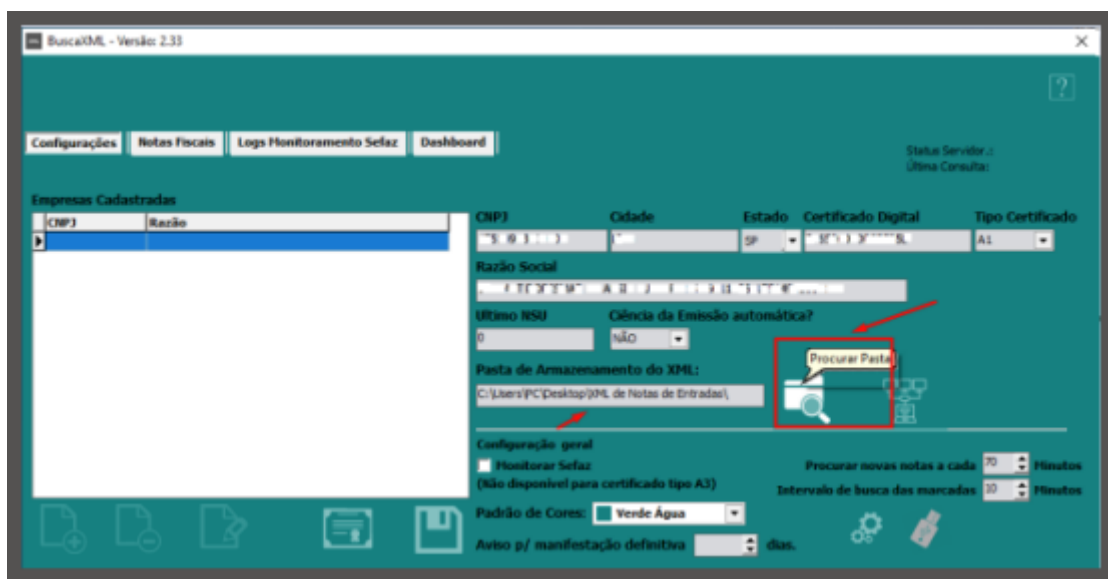 BuscaXML - Versão: 2.33
Configurações Notas Fiscais Logs Monitoramento Sefaz Dashboard
Status Servidor.:
Última Consulta:
Empresas Cadastradas
CNPJ Razão
CNPJ Cidade Estado Certificado Digital Tipo Certificado
SP A1
Razão Social
Ultimo NSU Ciência da Emissão automática?
0 NÃO
Procurar Pasta
Pasta de Armazenamento do XML:
C:\Users\PC\Desktop\XML de Notas de Entradas\
Configuração geral
Monitorar Sefaz Procurar novas notas a cada 70 Minutos
(Não disponível para certificado tipo A3) Intervalo de busca das marcadas 10 Minutos
Padrão de Cores: Verde Água
Aviso p/ manifestação definitiva dias.